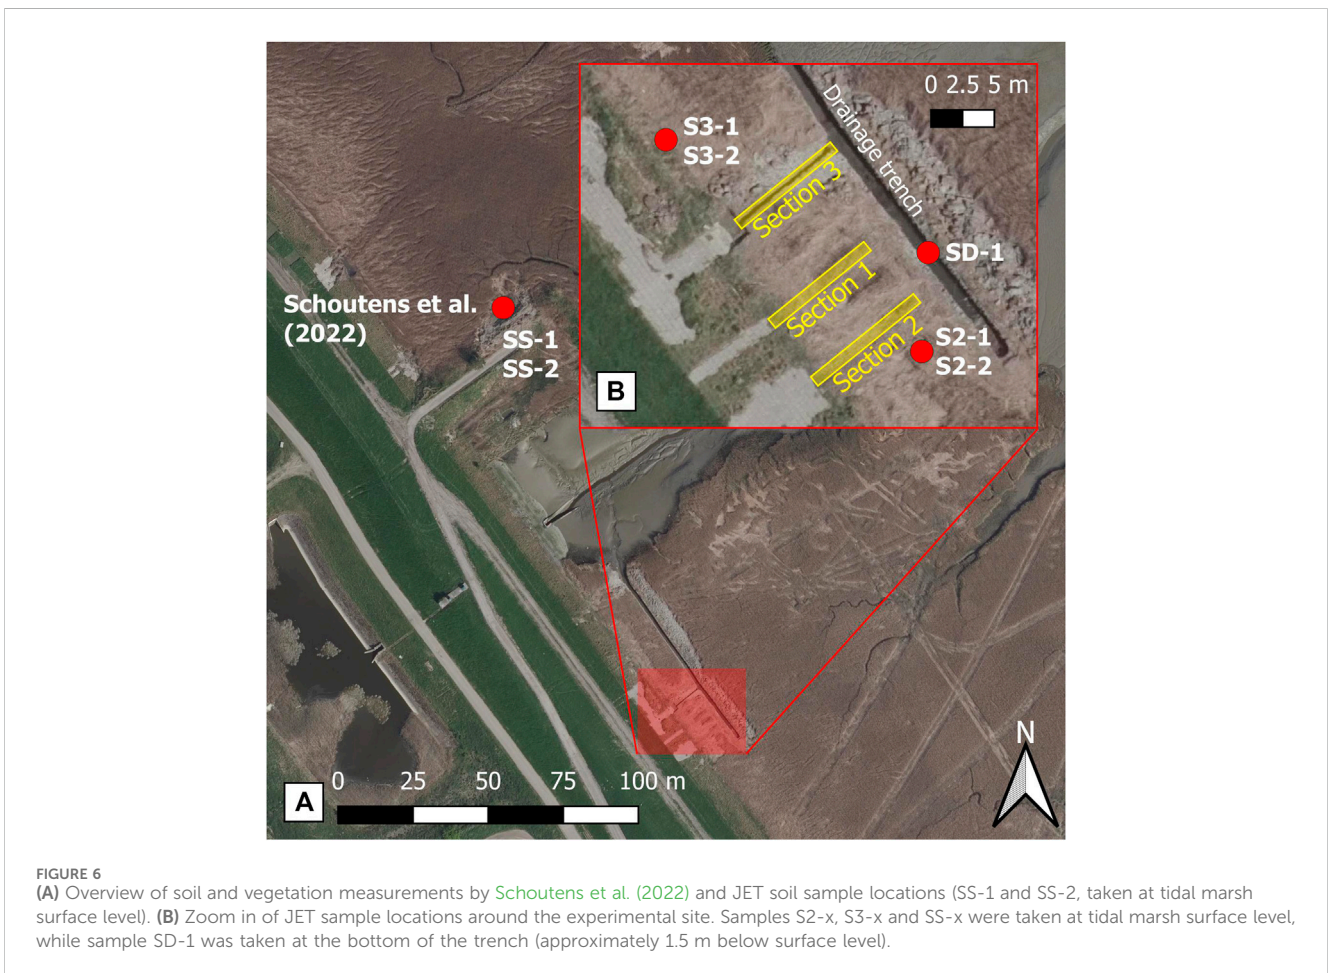 0 2.5 5 m
Drainage trench
S3-1
S3-2
Section 3
SD-1
Section 1
Schoutens et al.
(2022)
SS-1
SS-2
S2-1
S2-2
Section 2
B
N
0 25 50 75 100 m
A
FIGURE 6
(A) Overview of soil and vegetation measurements by Schoutens et al. (2022) and JET soil sample locations (SS-1 and SS-2, taken at tidal marsh
surface level). (B) Zoom in of JET sample locations around the experimental site. Samples S2-x, S3-x and SS-x were taken at tidal marsh surface level,
while sample SD-1 was taken at the bottom of the trench (approximately 1.5 m below surface level).